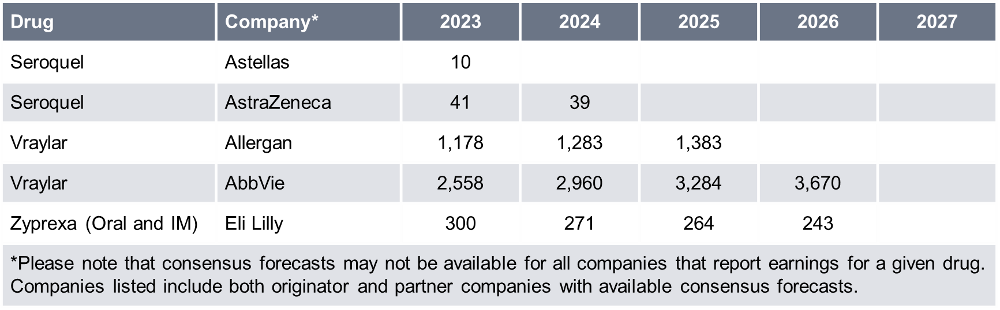 Drug Company* 2023 2024 2025 2026 2027
Seroquel Astellas 10
Seroquel AstraZeneca 41 39
Vraylar Allergan 1,178 1,283 1,383
Vraylar AbbVie 2,558 2,960 3,284 3,670
Zyprexa (Oral and IM) Eli Lilly 300 271 264 243
*Please note that consensus forecasts may not be available for all companies that report earnings for a given drug.
Companies listed include both originator and partner companies with available consensus forecasts.